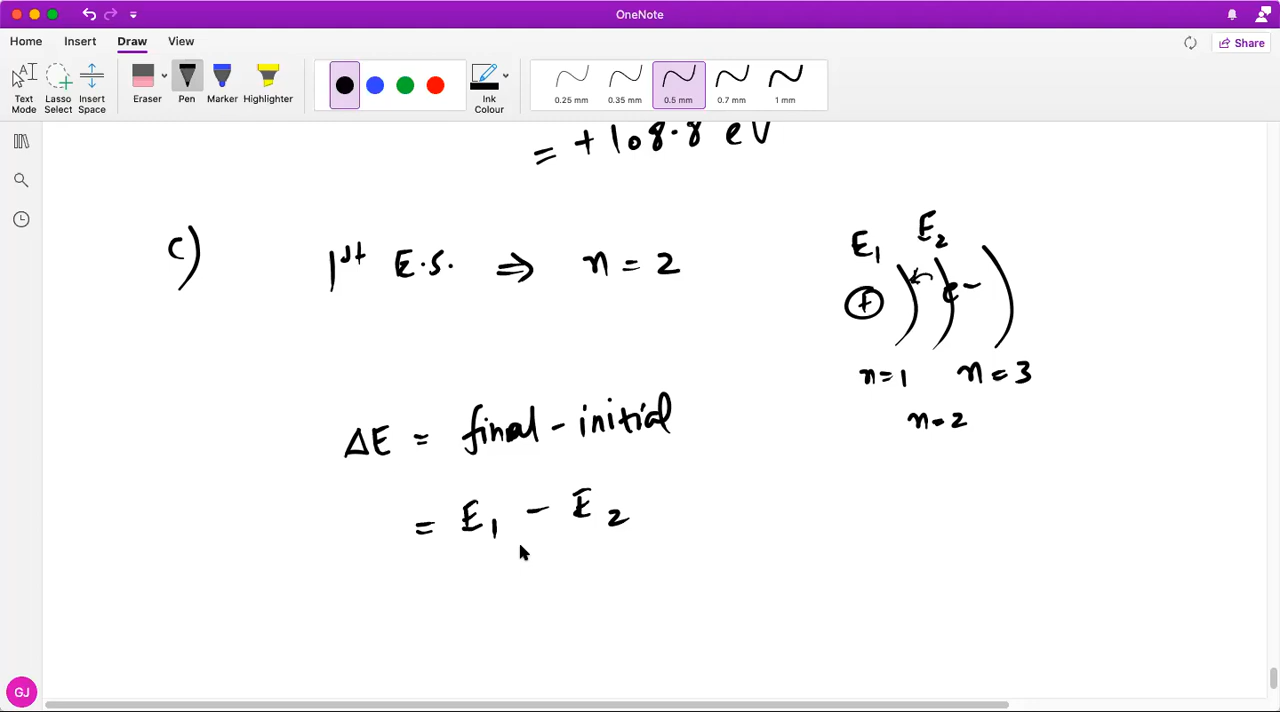 OneNote
Home Insert Draw View
Share
Text Mode
Lasso Select
Insert Space
Eraser
Pen
Marker
Highlighter
Ink Colour
0.25 mm 0.35 mm 0.5 mm 0.7 mm 1 mm
= + 108.8 eV
c) 1st E.S. ⇒ n = 2
E1 E2
+ e-
n=1 n=3
n=2
ΔE = final - initial
= E1 - E2
GJ